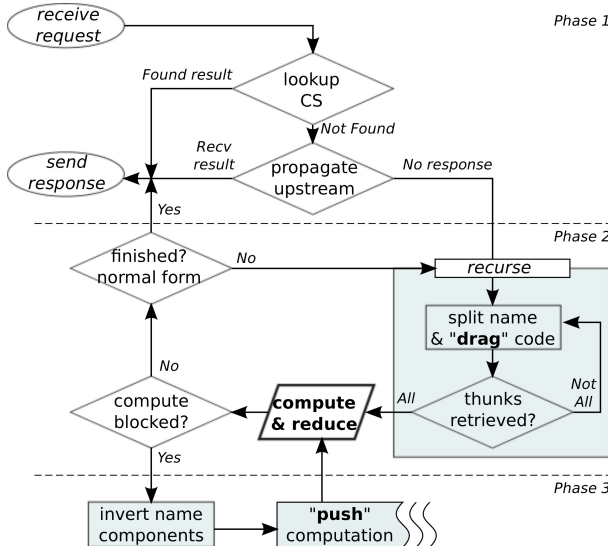 receive
request
Phase 1
Found result
lookup
CS
Not Found
Recv
result
send
response
propagate
upstream
No response
Yes
Phase 2
finished?
normal form
No
recurse
split name
& "drag" code
No
compute
blocked?
compute
& reduce
All
thunks
retrieved?
Not
All
Yes
Phase 3
invert name
components
"push"
computation